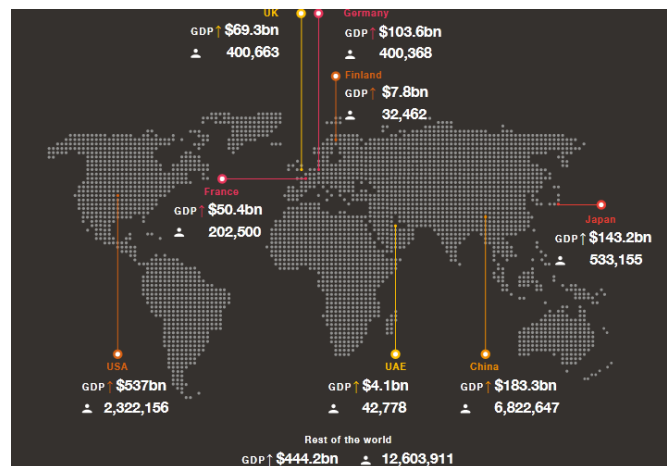 UK
GDP↑ $69.3bn
400,663
Germany
GDP↑ $103.6bn
400,368
Finland
GDP↑ $7.8bn
32,462
France
GDP↑ $50.4bn
202,500
Japan
GDP↑ $143.2bn
533,155
USA
GDP↑ $537bn
2,322,156
UAE
GDP↑ $4.1bn
42,778
China
GDP↑ $183.3bn
6,822,647
Rest of the world
GDP↑ $444.2bn 12,603,911